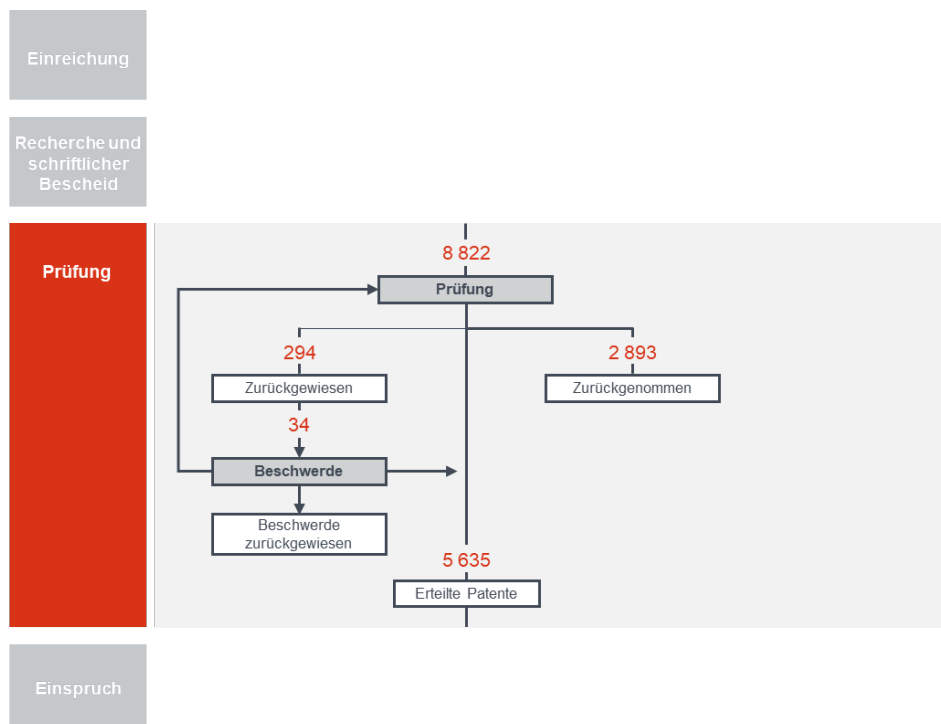 Einreichung
Recherche und
schriftlicher
Bescheid
Prüfung
8 822
Prüfung
294
2 893
Zurückgewiesen
Zurückgenommen
34
Beschwerde
Beschwerde
zurückgewiesen
5 635
Erteilte Patente
Einspruch